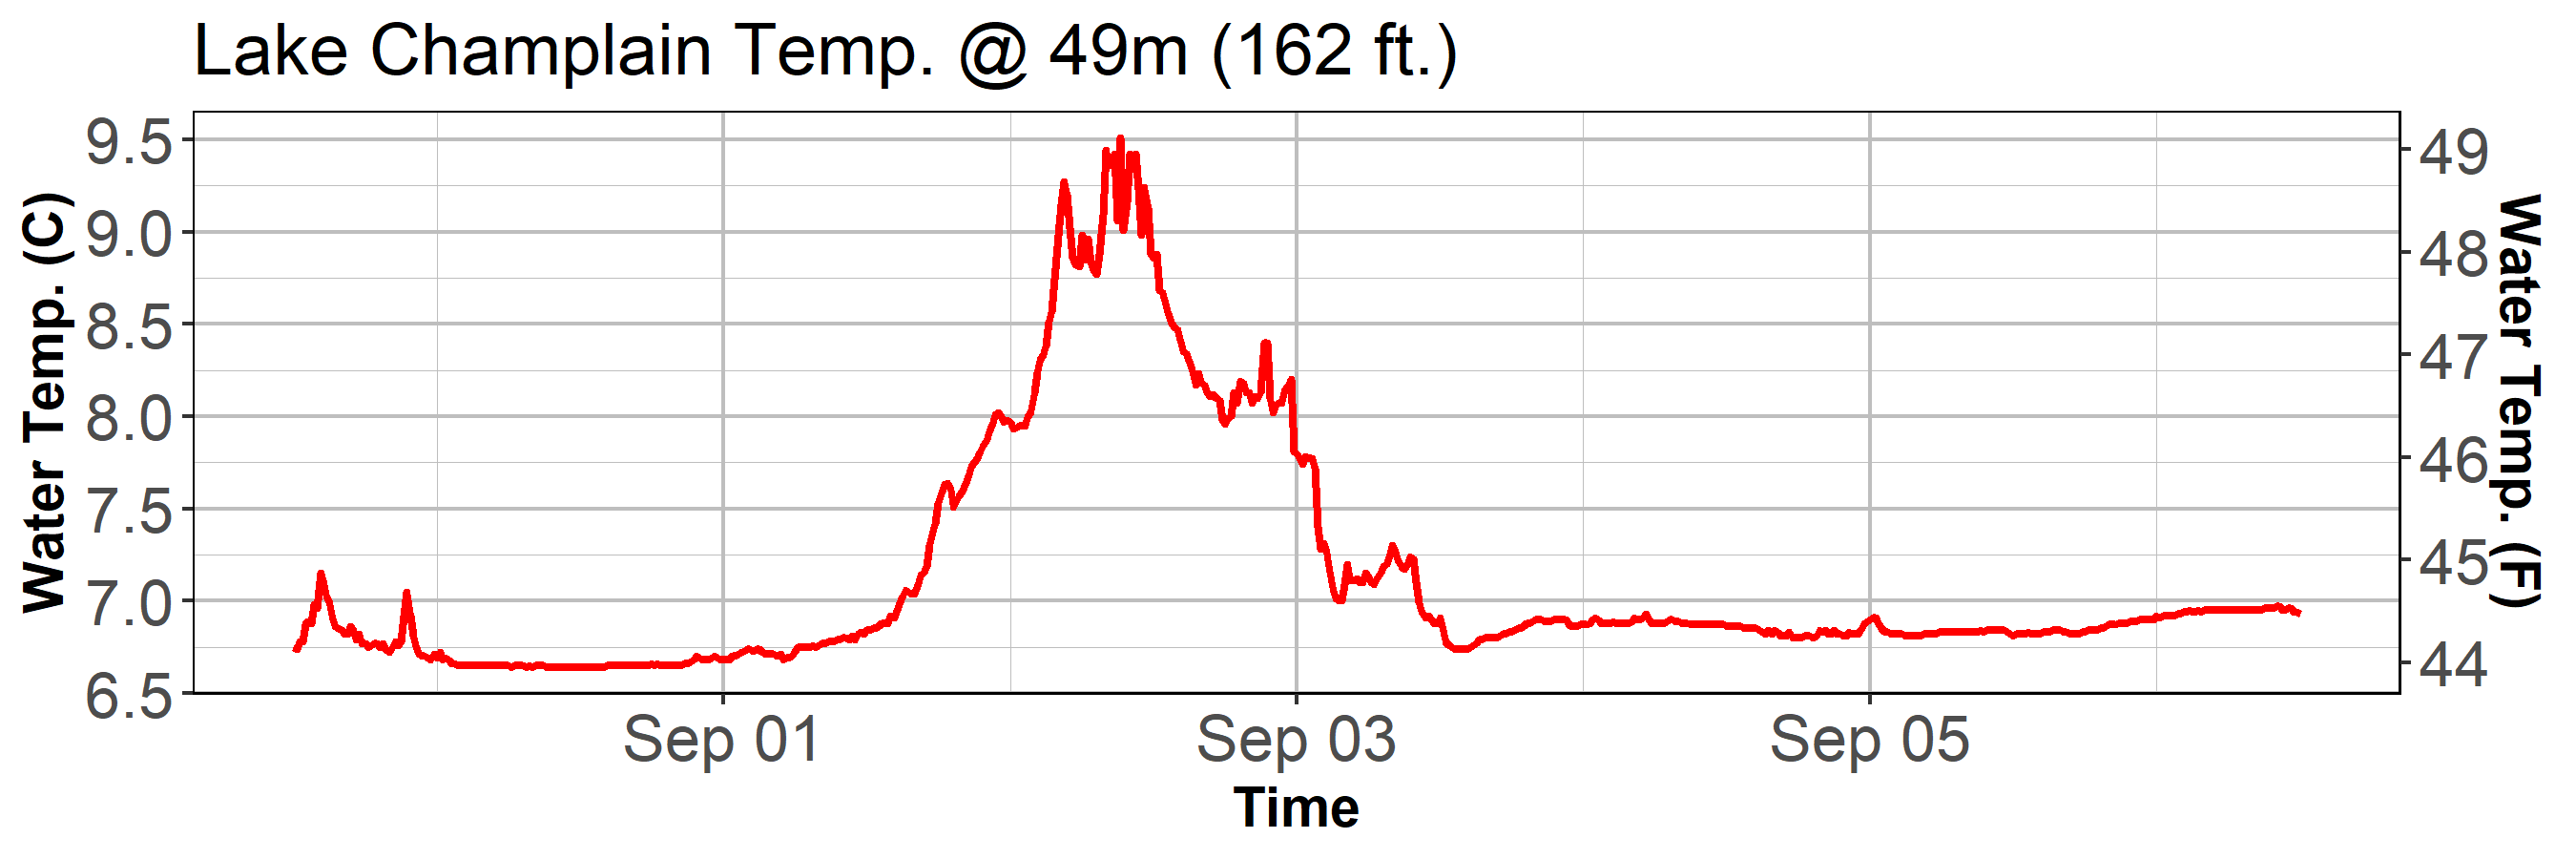 Lake Champlain Temp. @ 49m (162 ft.)
Water Temp. (C)
9.5
9.0
8.5
8.0
7.5
7.0
6.5
49
48
47
46
45
44
Water Temp. (F)
Sep 01 Sep 03 Sep 05
Time